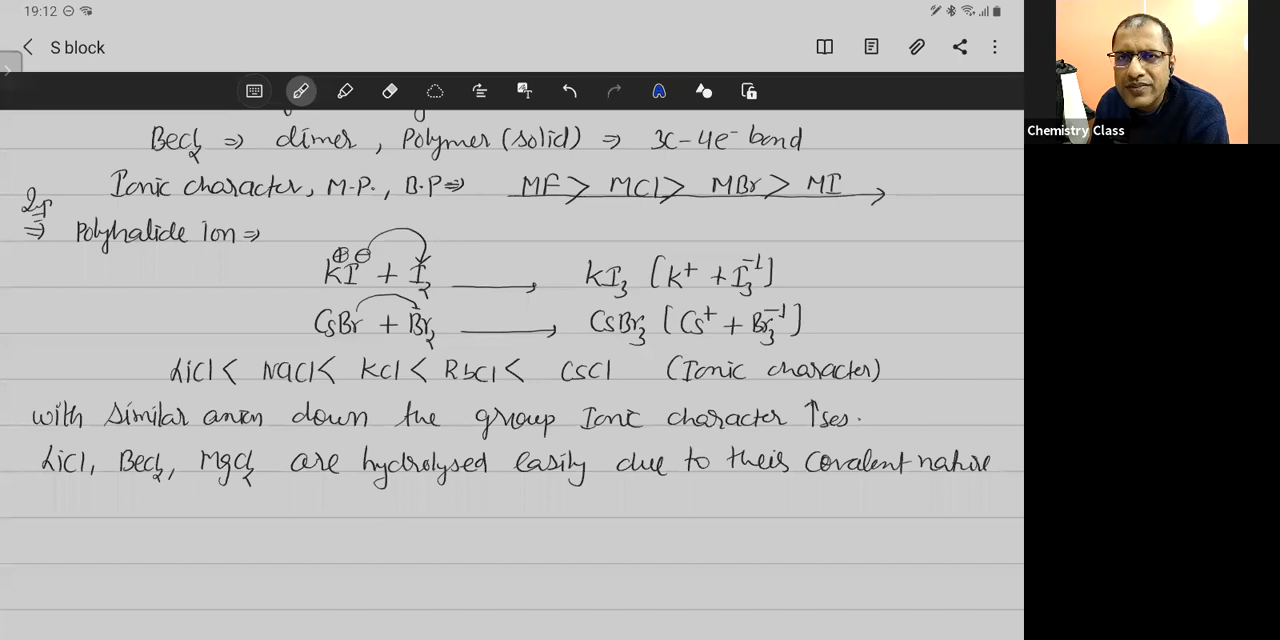 19:12
S block
BeCl2 => dimer, Polymer (solid) => 3c-4e- bond
Ionic character, M.P., B.P => MF > MCl > MBr > MI
Imp
=> Polyhalide Ion =>
KI + I2 → KI3 [K+ + I3-1]
CsBr + Br2 → CsBr3 [Cs+ + Br3-1]
LiCl < NaCl < KCl < RbCl < CsCl (Ionic character)
with similar anion down the group Ionic character ↑ses.
LiCl, BeCl2, MgCl2 are hydrolysed easily due to their covalent nature
Chemistry Class